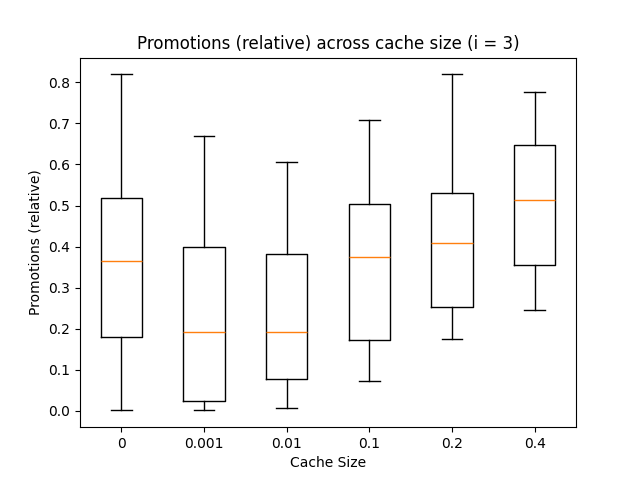 Promotions (relative) across cache size (i = 3)
Promotions (relative)
0.8
0.7
0.6
0.5
0.4
0.3
0.2
0.1
0.0
0 0.001 0.01 0.1 0.2 0.4
Cache Size